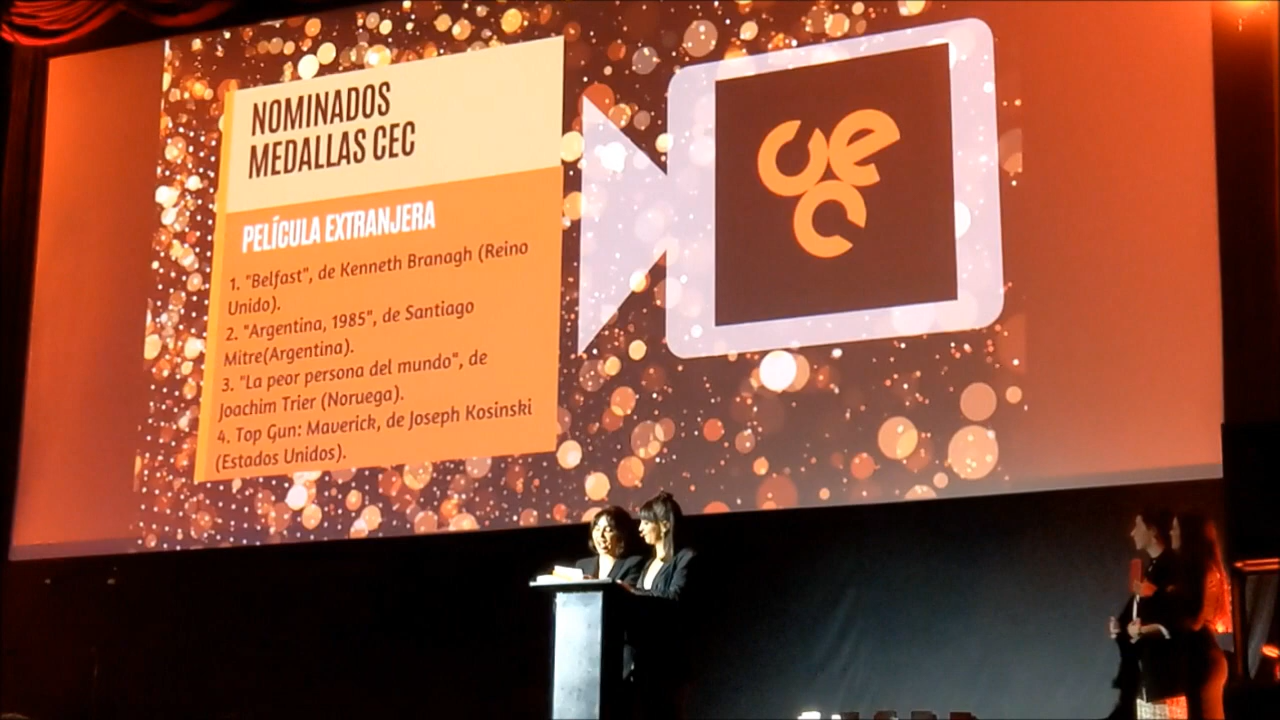 NOMINADOS
MEDALLAS CEC
PELÍCULA EXTRANJERA
1. "Belfast", de Kenneth Branagh (Reino
Unido).
2. "Argentina, 1985", de Santiago
Mitre(Argentina).
3. "La peor persona del mundo", de
Joachim Trier (Noruega).
4. Top Gun: Maverick, de Joseph Kosinski
(Estados Unidos).
cec